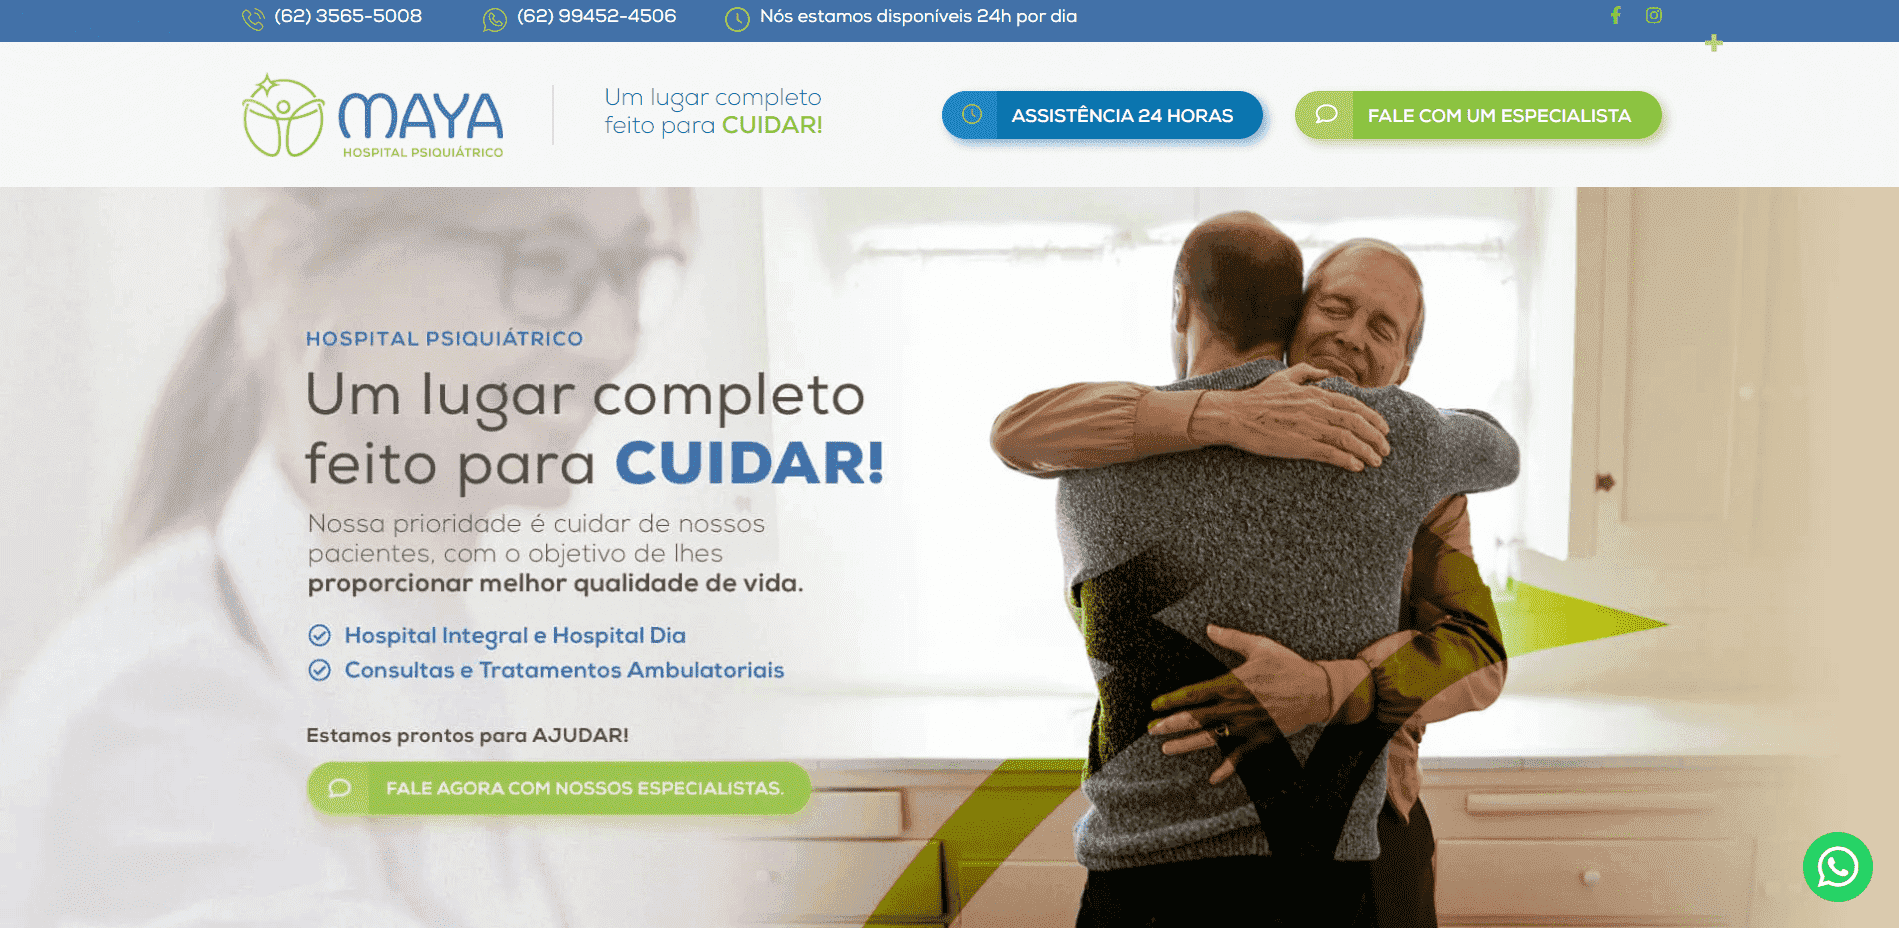 (62) 3565-5008
(62) 99452-4506
Nós estamos disponíveis 24h por dia
MAYA
HOSPITAL PSIQUIÁTRICO
Um lugar completo
feito para CUIDAR!
ASSISTÊNCIA 24 HORAS
FALE COM UM ESPECIALISTA
HOSPITAL PSIQUIÁTRICO
Um lugar completo
feito para CUIDAR!
Nossa prioridade é cuidar de nossos
pacientes, com o objetivo de lhes
proporcionar melhor qualidade de vida.
Hospital Integral e Hospital Dia
Consultas e Tratamentos Ambulatoriais
Estamos prontos para AJUDAR!
FALE AGORA COM NOSSOS ESPECIALISTAS.